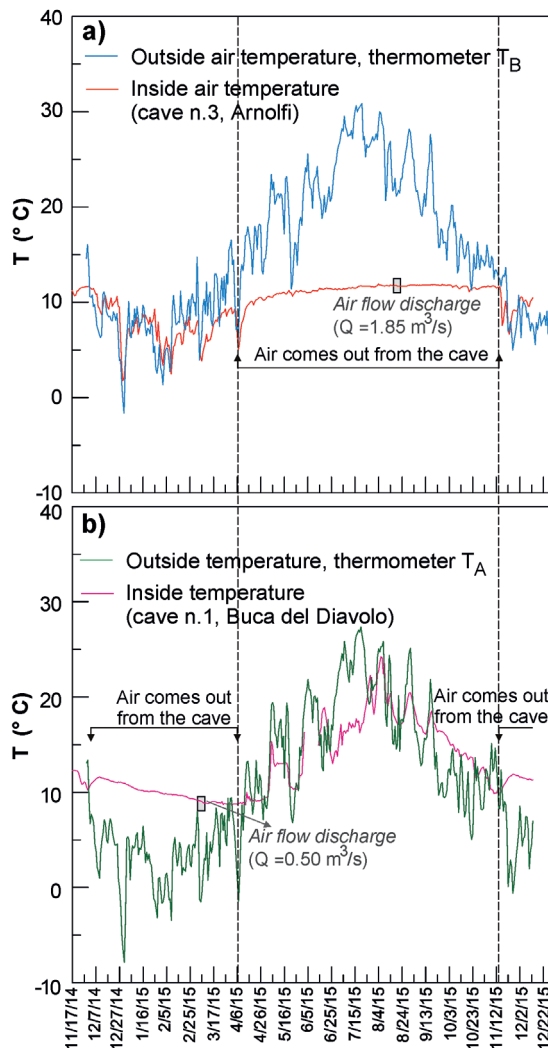 a)
Outside air temperature, thermometer T_B
Inside air temperature
(cave n.3, Arnolfi)
T (° C)
40
30
20
10
0
-10
Air flow discharge
(Q =1.85 m³/s)
Air comes out from the cave
b)
Outside temperature, thermometer T_A
Inside temperature
(cave n.1, Buca del Diavolo)
T (° C)
40
30
20
10
0
-10
Air comes out
from the cave
Air comes out
from the cave
Air flow discharge
(Q =0.50 m³/s)
11/17/14
12/7/14
12/27/14
1/16/15
2/5/15
2/25/15
3/17/15
4/6/15
4/26/15
5/16/15
6/5/15
6/25/15
7/15/15
8/4/15
8/24/15
9/13/15
10/3/15
10/23/15
11/12/15
12/2/15
12/22/15